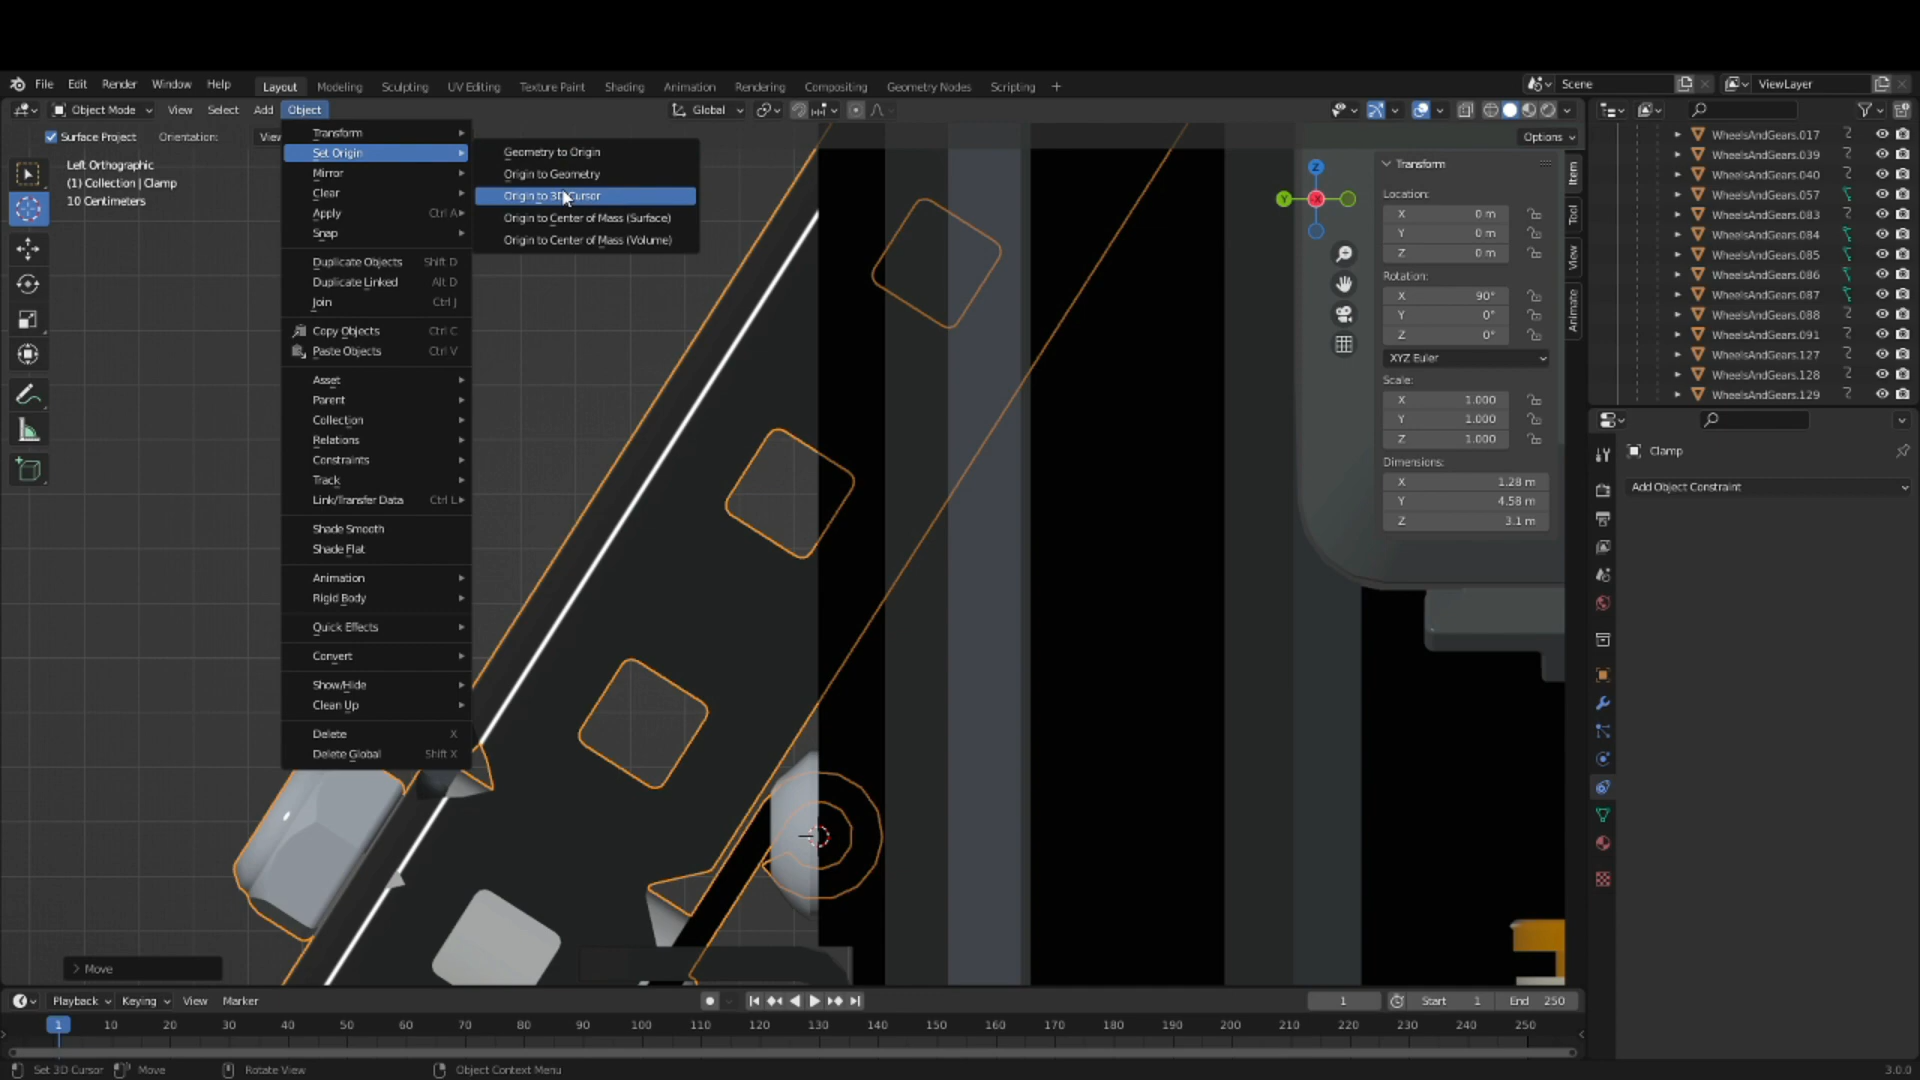 File Edit Render Window Help Layout Modeling Sculpting UV Editing Texture Paint Shading Animation Rendering Compositing Geometry Nodes Scripting + Scene ViewLayer
Object Mode View Select Add Object Global
Surface Project Orientation: View Options
Left Orthographic
(1) Collection | Clamp
10 Centimeters
Transform
Set Origin
Mirror
Clear
Apply Ctrl A
Snap
Duplicate Objects Shift D
Duplicate Linked Alt D
Join Ctrl J
Copy Objects Ctrl C
Paste Objects Ctrl V
Asset
Parent
Collection
Relations
Constraints
Track
Link/Transfer Data Ctrl L
Shade Smooth
Shade Flat
Animation
Rigid Body
Quick Effects
Convert
Show/Hide
Clean Up
Delete X
Delete Global Shift X
Geometry to Origin
Origin to Geometry
Origin to 3D Cursor
Origin to Center of Mass (Surface)
Origin to Center of Mass (Volume)
Z
Y
X
Transform
Location:
X 0 m
Y 0 m
Z 0 m
Rotation:
X 90°
Y 0°
Z 0°
XYZ Euler
Scale:
X 1.000
Y 1.000
Z 1.000
Dimensions:
X 1.28 m
Y 4.58 m
Z 3.1 m
Item
Tool
View
Animate
WheelsAndGears.017
WheelsAndGears.039
WheelsAndGears.040
WheelsAndGears.057
WheelsAndGears.083
WheelsAndGears.084
WheelsAndGears.085
WheelsAndGears.086
WheelsAndGears.087
WheelsAndGears.088
WheelsAndGears.091
WheelsAndGears.127
WheelsAndGears.128
WheelsAndGears.129
Clamp
Add Object Constraint
Move
Playback Keying View Marker 1 Start 1 End 250
1 10 20 30 40 50 60 70 80 90 100 110 120 130 140 150 160 170 180 190 200 210 220 230 240 250
Set 3D Cursor Move Rotate View Object Context Menu 3.0.0